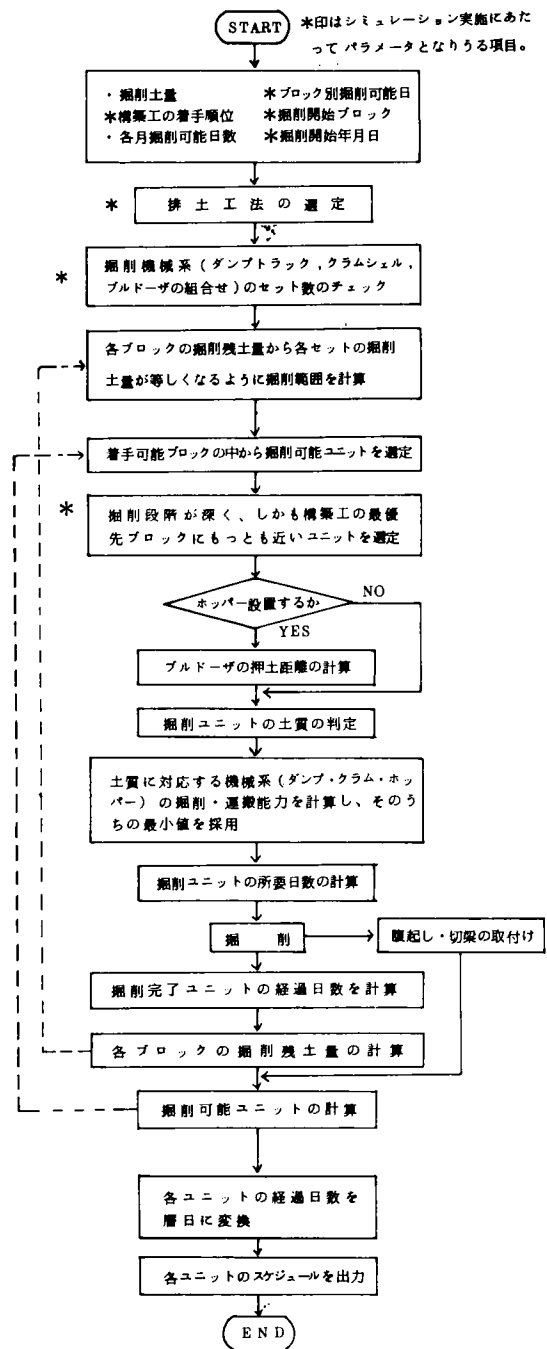 START
*印はシミュレーション実施にあた
って パラメータとなりうる項目。
・掘削土量 *ブロック別掘削可能日
*構築工の着手順位 *掘削開始ブロック
・各月掘削可能日数 *掘削開始年月日
* 排土工法の選定
* 掘削機械系(ダンプトラック,クラムシェル,
ブルドーザの組合せ)のセット数のチェック
各ブロックの掘削残土量から各セットの掘削
土量が等しくなるように掘削範囲を計算
着手可能ブロックの中から掘削可能ユニットを選定
* 掘削段階が深く、しかも構築工の最優
先ブロックにもっとも近いユニットを選定
ホッパー設置するか
NO
YES
ブルドーザの押土距離の計算
掘削ユニットの土質の判定
土質に対応する機械系(ダンプ・クラム・ホッ
パー)の掘削・運搬能力を計算し、そのう
ちの最小値を採用
掘削ユニットの所要日数の計算
掘削
腹起し・切梁の取付け
掘削完了ユニットの経過日数を計算
各ブロックの掘削残土量の計算
掘削可能ユニットの計算
各ユニットの経過日数を
暦日に変換
各ユニットのスケジュールを出力
END